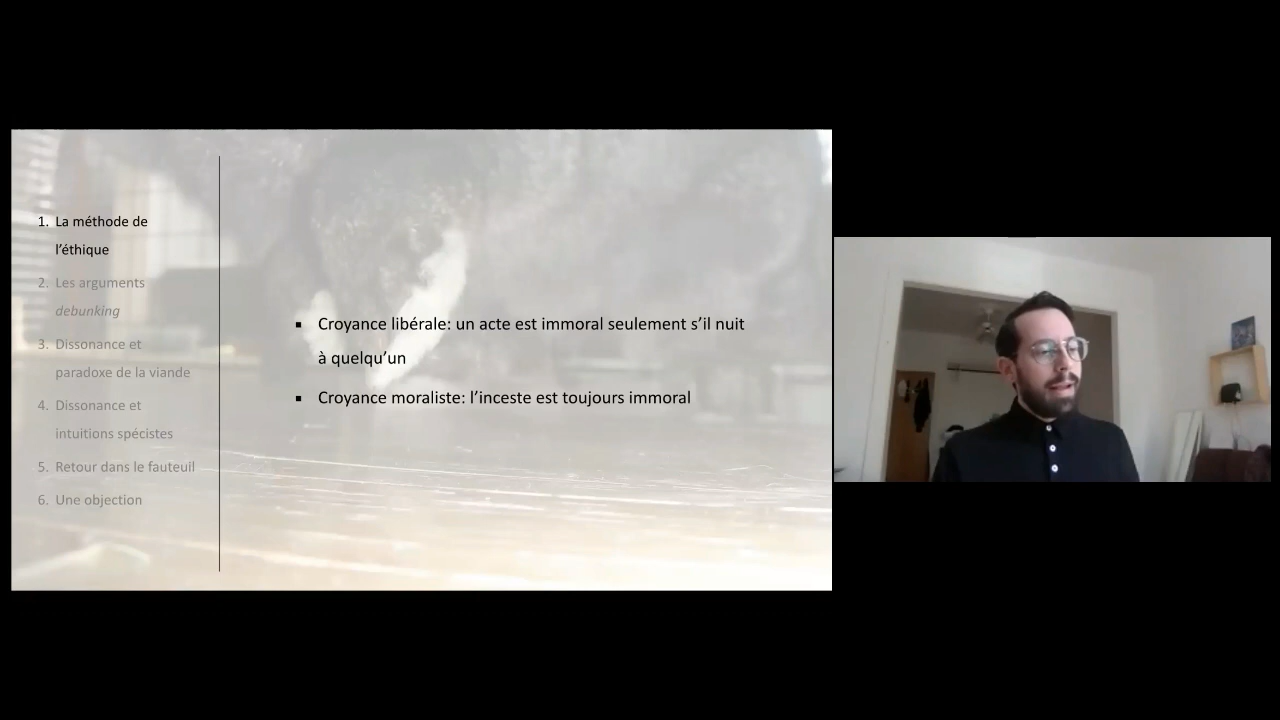 1. La méthode de
l’éthique
2. Les arguments
debunking
3. Dissonance et
paradoxe de la viande
4. Dissonance et
intuitions spécistes
5. Retour dans le fauteuil
6. Une objection
▪ Croyance libérale: un acte est immoral seulement s’il nuit
à quelqu’un
▪ Croyance moraliste: l’inceste est toujours immoral